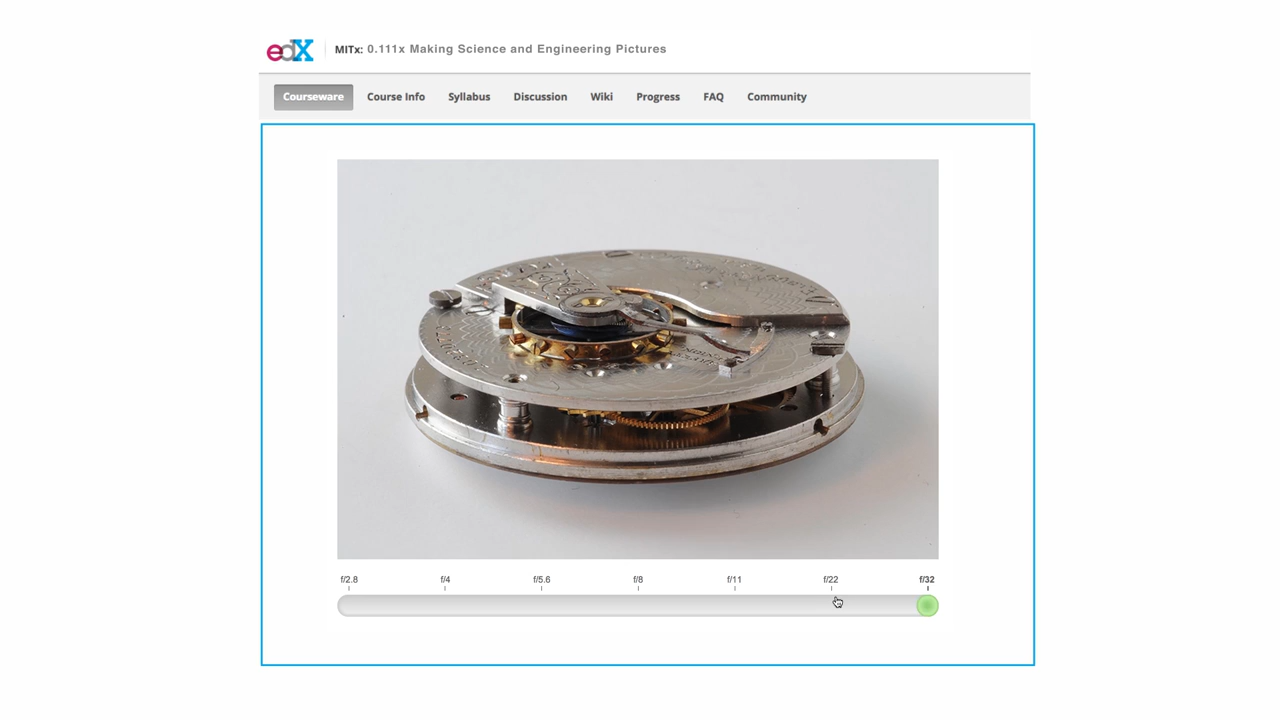 edX
MITx: 0.111x Making Science and Engineering Pictures
Courseware Course Info Syllabus Discussion Wiki Progress FAQ Community
f/2.8 f/4 f/5.6 f/8 f/11 f/22 f/32